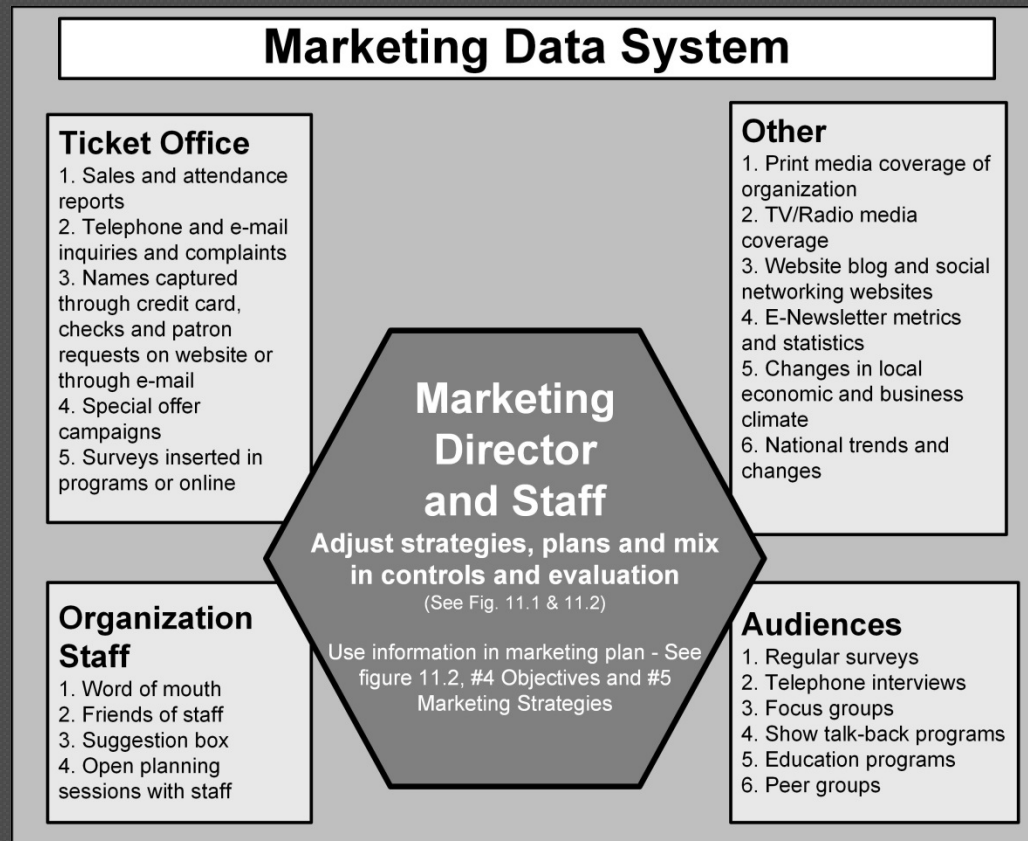 Marketing Data System
Ticket Office
1. Sales and attendance
reports
2. Telephone and e-mail
inquiries and complaints
3. Names captured
through credit card,
checks and patron
requests on website or
through e-mail
4. Special offer
campaigns
5. Surveys inserted in
programs or online
Other
1. Print media coverage of
organization
2. TV/Radio media
coverage
3. Website blog and social
networking websites
4. E-Newsletter metrics
and statistics
5. Changes in local
economic and business
climate
6. National trends and
changes
Marketing
Director
and Staff
Adjust strategies, plans and mix
in controls and evaluation
(See Fig. 11.1 & 11.2)
Use information in marketing plan - See
figure 11.2, #4 Objectives and #5
Marketing Strategies
Organization
Staff
1. Word of mouth
2. Friends of staff
3. Suggestion box
4. Open planning
sessions with staff
Audiences
1. Regular surveys
2. Telephone interviews
3. Focus groups
4. Show talk-back programs
5. Education programs
6. Peer groups